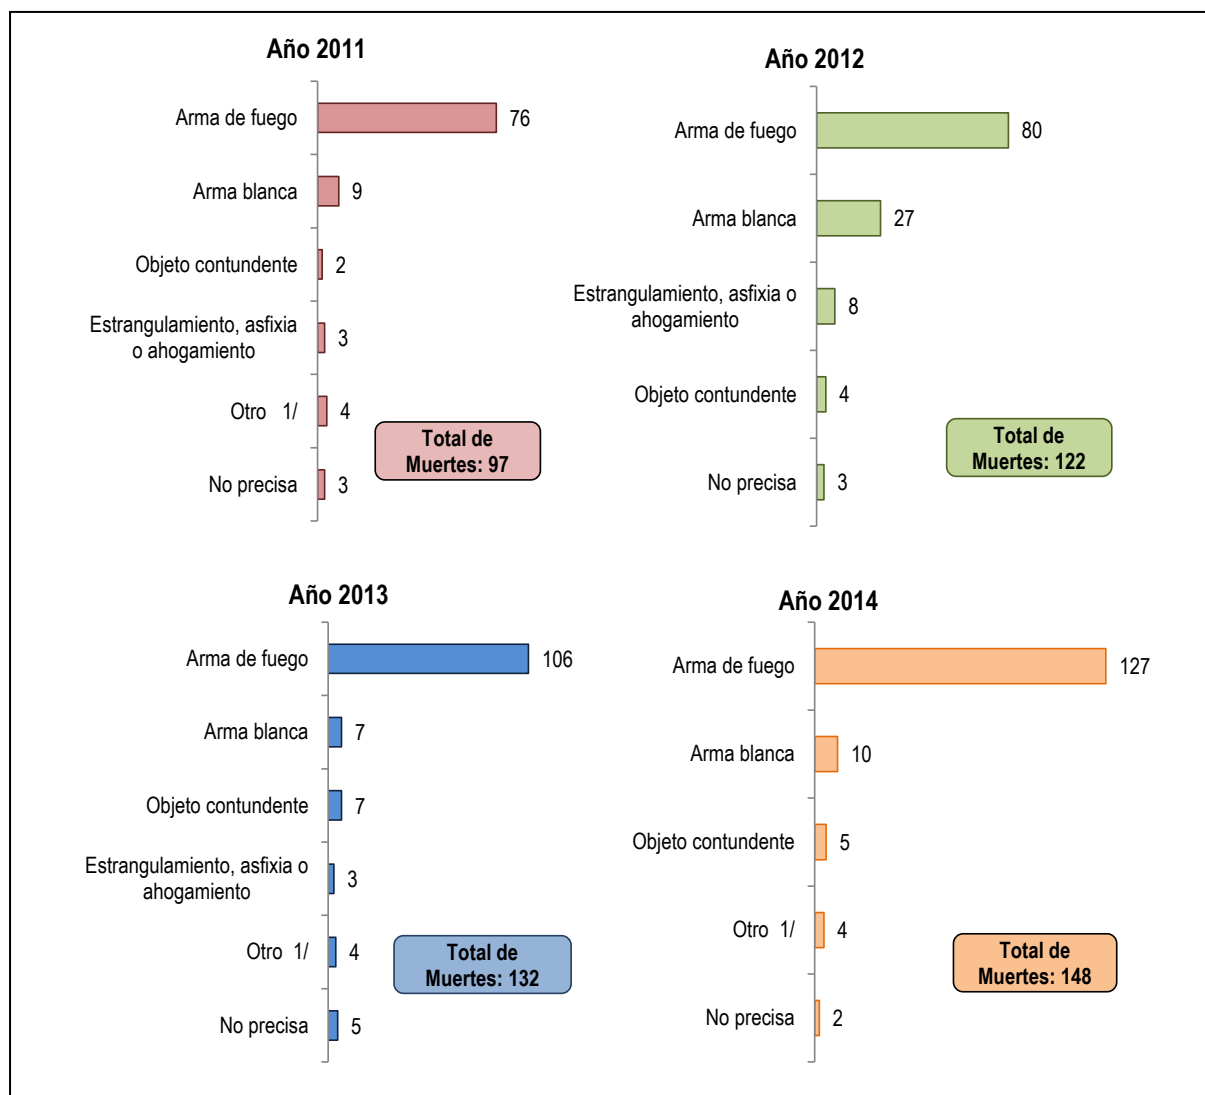 Año 2011
Arma de fuego 76
Arma blanca 9
Objeto contundente 2
Estrangulamiento, asfixia
o ahogamiento 3
Otro 1/ 4
No precisa 3
Total de
Muertes: 97
Año 2012
Arma de fuego 80
Arma blanca 27
Estrangulamiento, asfixia o
ahogamiento 8
Objeto contundente 4
No precisa 3
Total de
Muertes: 122
Año 2013
Arma de fuego 106
Arma blanca 7
Objeto contundente 7
Estrangulamiento, asfixia o
ahogamiento 3
Otro 1/ 4
No precisa 5
Total de
Muertes: 132
Año 2014
Arma de fuego 127
Arma blanca 10
Objeto contundente 5
Otro 1/ 4
No precisa 2
Total de
Muertes: 148